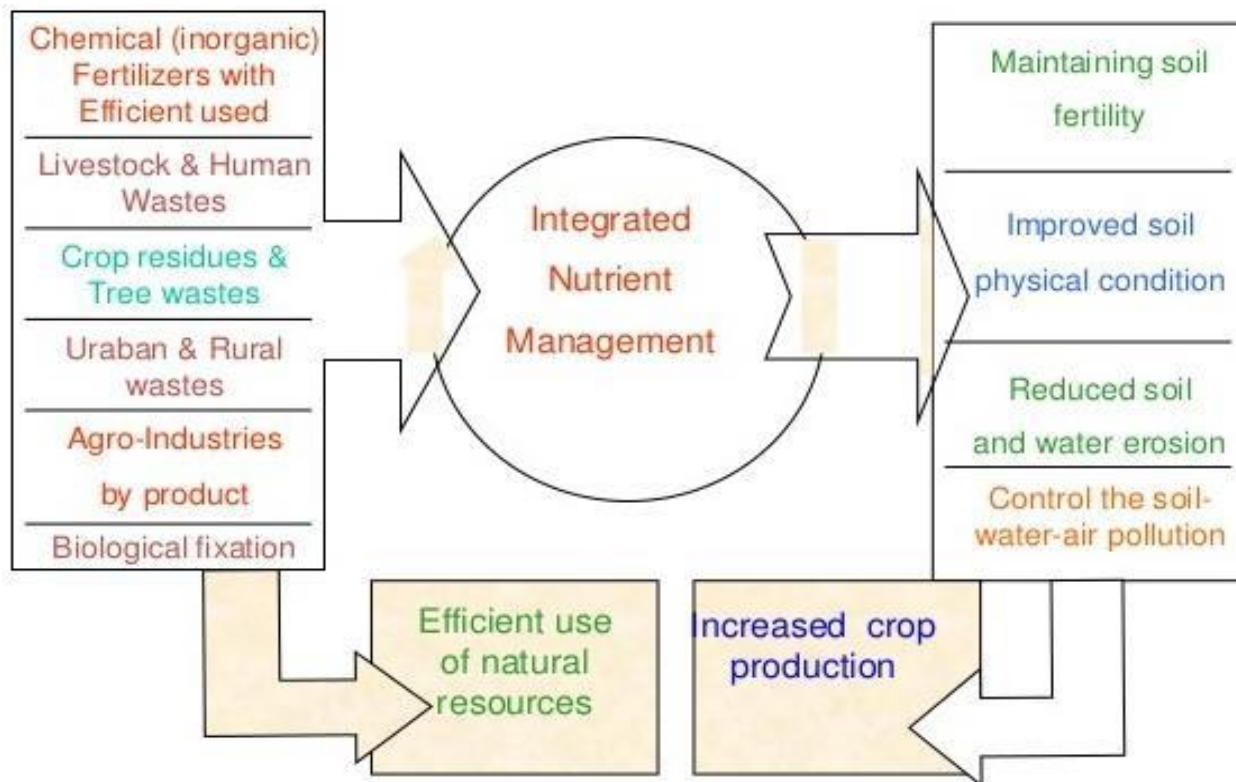 Chemical (inorganic)
Fertilizers with
Efficient used
Livestock & Human
Wastes
Crop residues &
Tree wastes
Uraban & Rural
wastes
Agro-Industries
by product
Biological fixation
Integrated
Nutrient
Management
Maintaining soil
fertility
Improved soil
physical condition
Reduced soil
and water erosion
Control the soil-
water-air pollution
Efficient use
of natural
resources
Increased crop
production